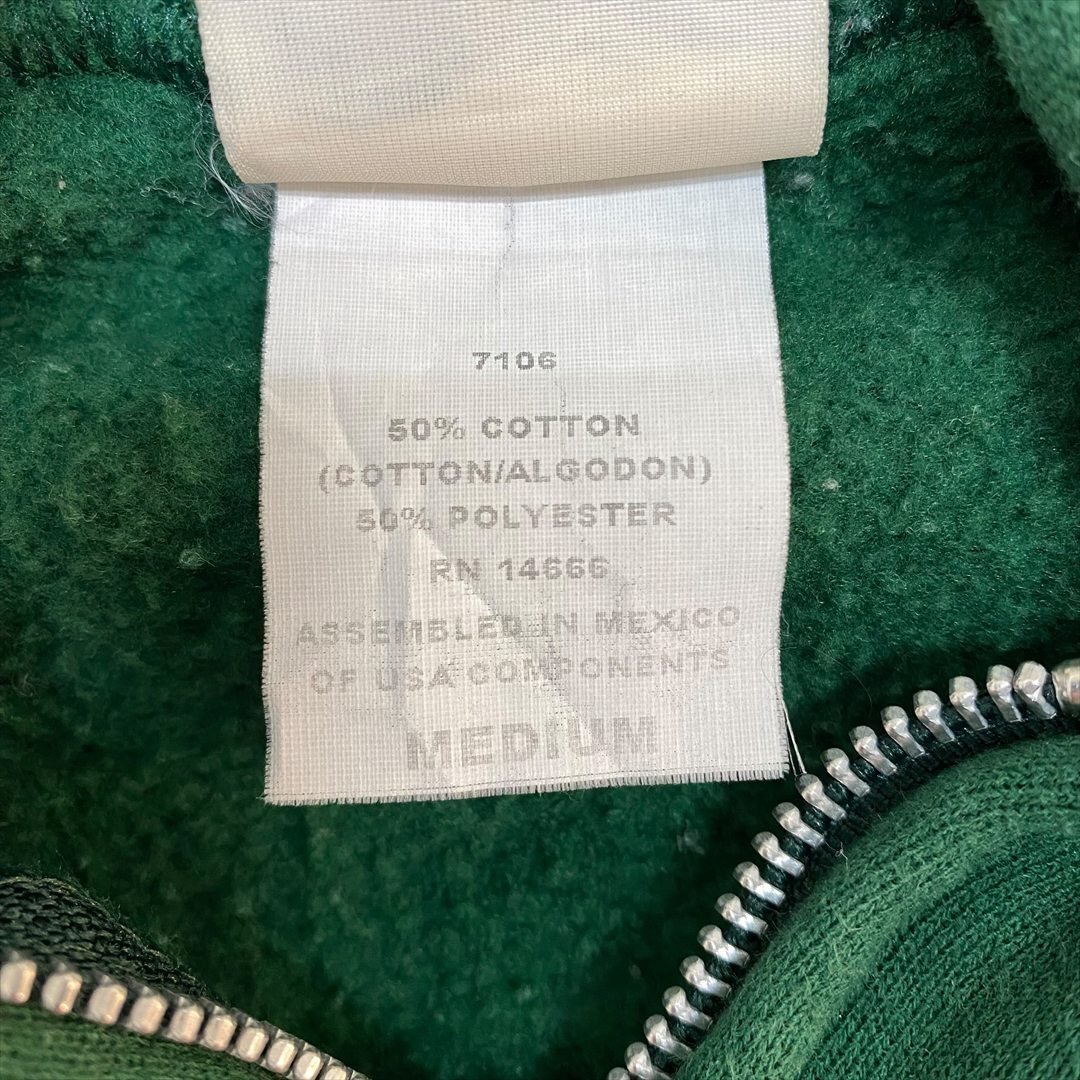 7106
50% COTTON
(COTTON/ALGODON)
50% POLYESTER
RN 14666
ASSEMBLED IN MEXICO
OF USA COMPONENTS
MEDIUM